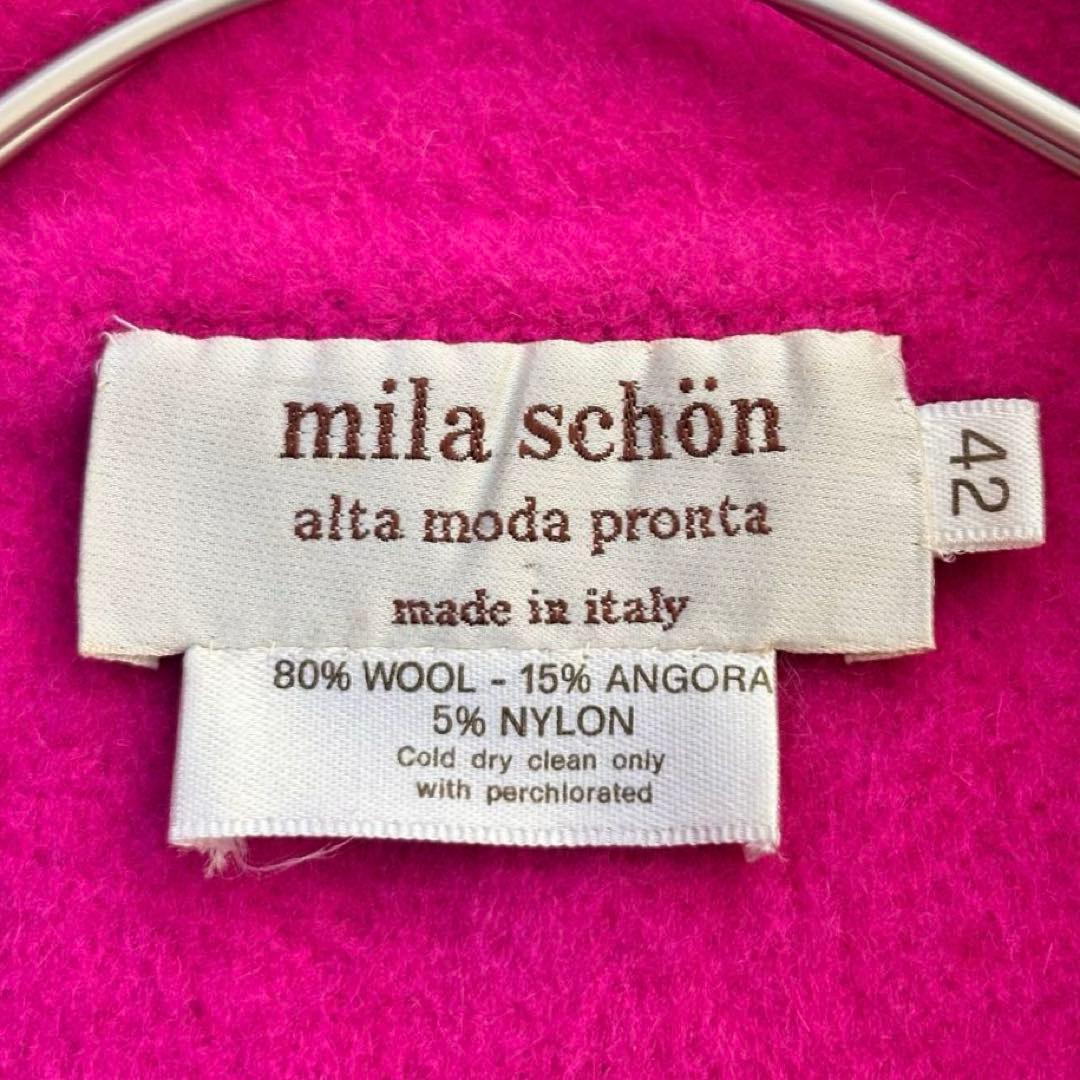 mila schön
alta moda pronta
made in italy
42
80% WOOL - 15% ANGORA
5% NYLON
Cold dry clean only
with perchlorated